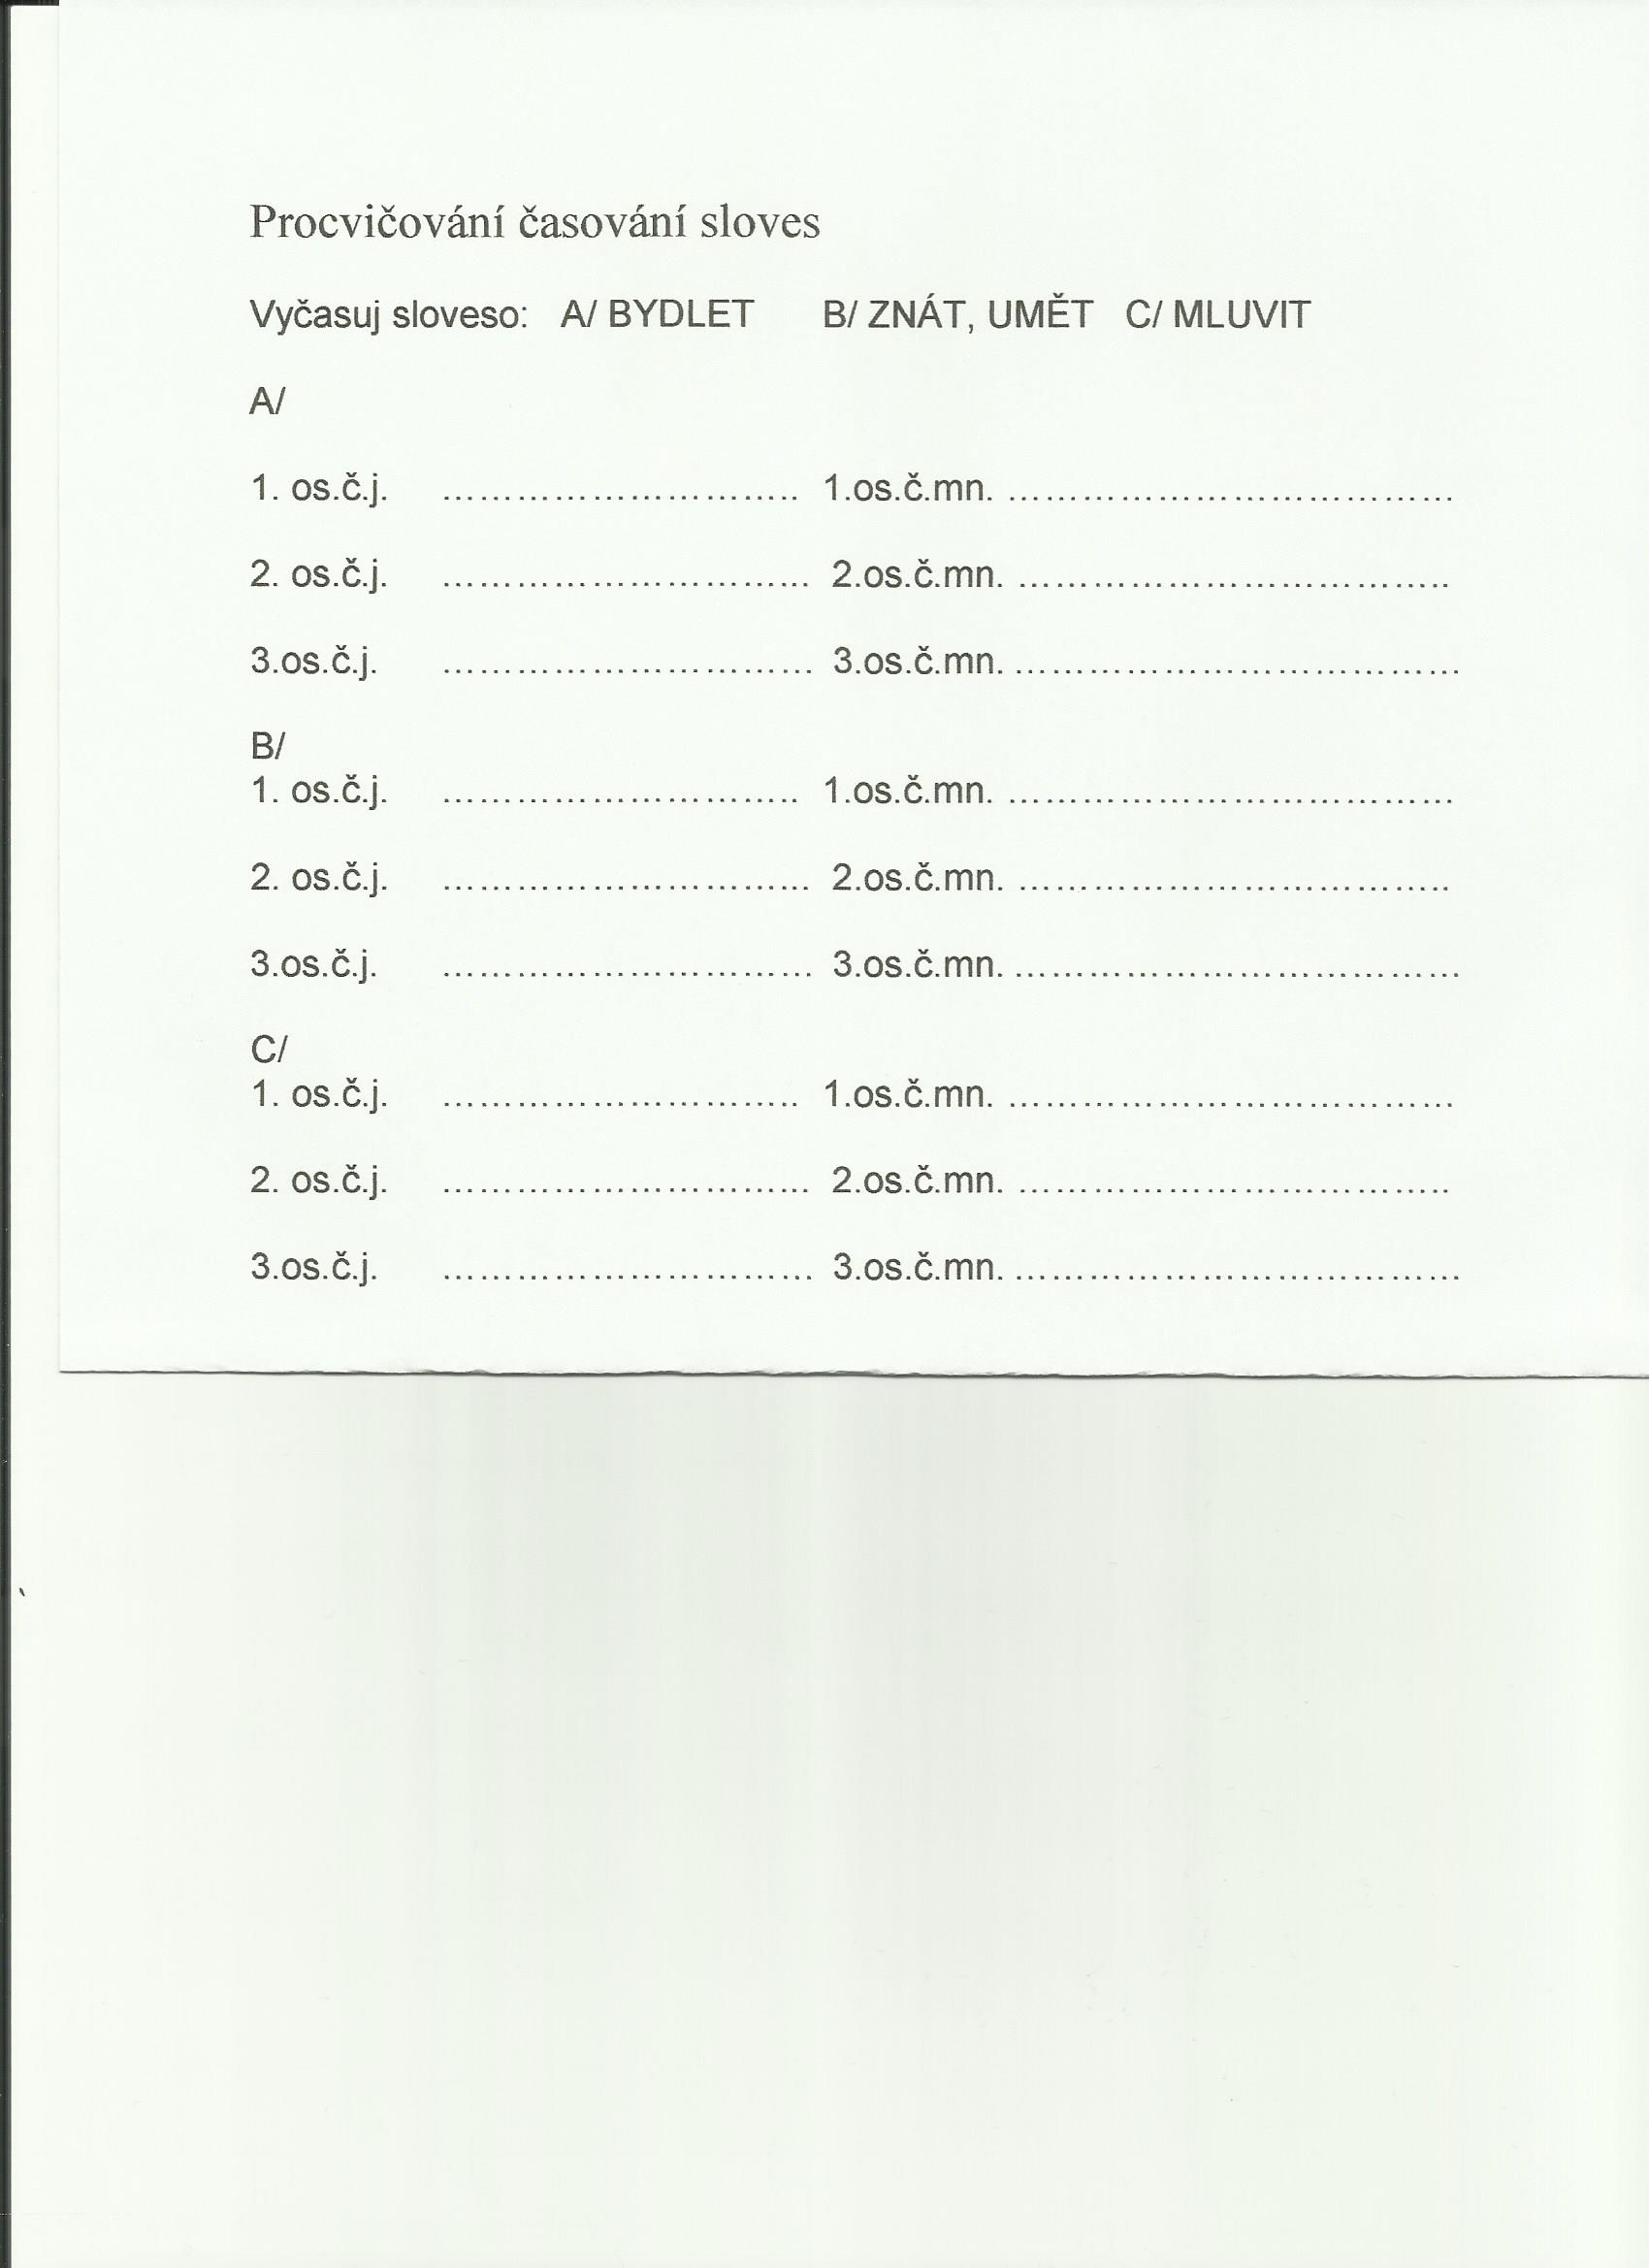 Procvičování časování sloves
Vyčasuj sloveso: A/ BYDLET B/ ZNÁT, UMĚT C/ MLUVIT
A/
1. os.č.j. ................................ 1.os.č.mn. ........................................
2. os.č.j. ................................ 2.os.č.mn. ........................................
3.os.č.j. ................................ 3.os.č.mn. ........................................
B/
1. os.č.j. ................................ 1.os.č.mn. ........................................
2. os.č.j. ................................ 2.os.č.mn. ........................................
3.os.č.j. ................................ 3.os.č.mn. ........................................
C/
1. os.č.j. ................................ 1.os.č.mn. ........................................
2. os.č.j. ................................ 2.os.č.mn. ........................................
3.os.č.j. ................................ 3.os.č.mn. ........................................